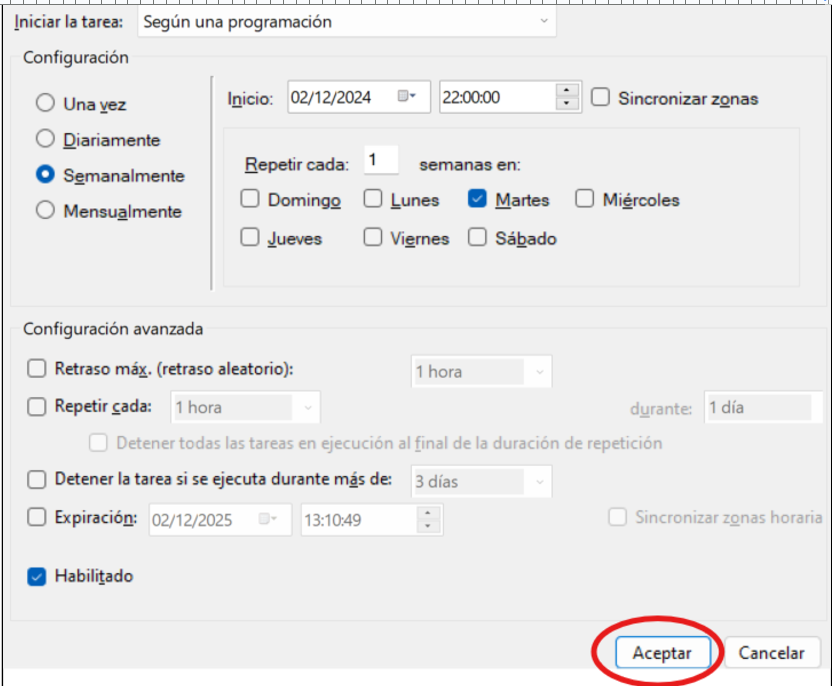 Iniciar la tarea: Según una programación
Configuración
Una vez
Diariamente
Semanalmente
Mensualmente
Inicio: 02/12/2024 22:00:00 Sincronizar zonas
Repetir cada: 1 semanas en:
Domingo Lunes Martes Miércoles
Jueves Viernes Sábado
Configuración avanzada
Retraso máx. (retraso aleatorio): 1 hora
Repetir cada: 1 hora durante: 1 día
Detener todas las tareas en ejecución al final de la duración de repetición
Detener la tarea si se ejecuta durante más de: 3 días
Expiración: 02/12/2025 13:10:49 Sincronizar zonas horaria
Habilitado
Aceptar Cancelar